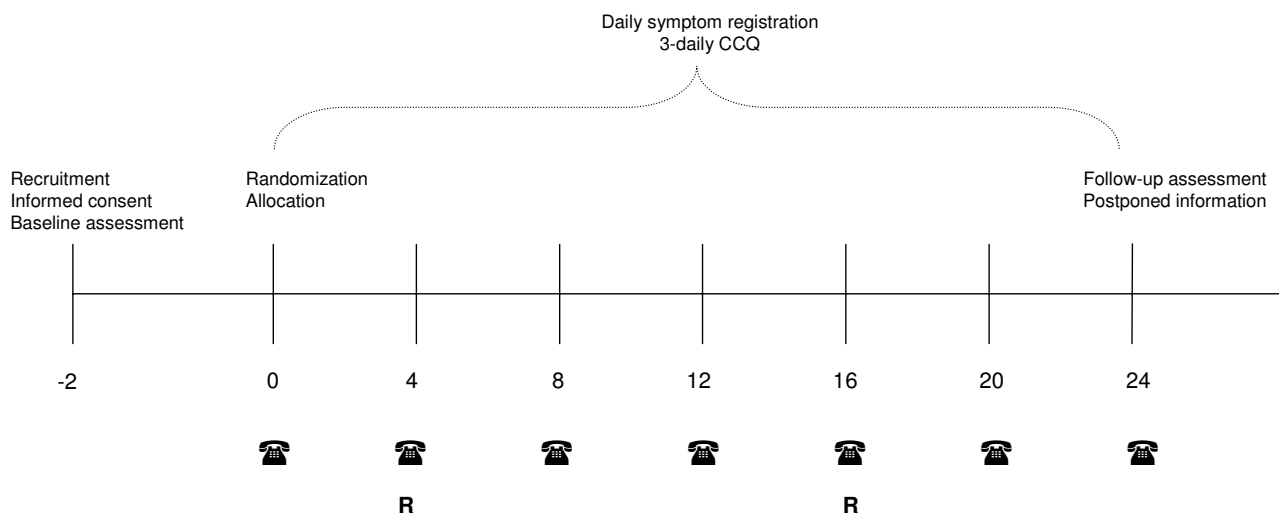 Daily symptom registration
3-daily CCQ
Recruitment
Informed consent
Baseline assessment
Randomization
Allocation
Follow-up assessment
Postponed information
-2 0 4 8 12 16 20 24
R R